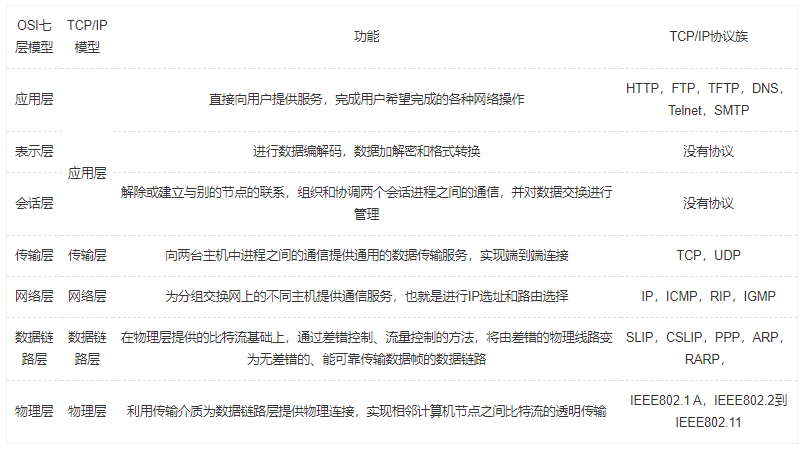 OSI七层模型
TCP/IP模型
功能
TCP/IP协议族
应用层
应用层
直接向用户提供服务，完成用户希望完成的各种网络操作
HTTP，FTP，TFTP，DNS，
Telnet，SMTP
表示层
进行数据编解码，数据加解密和格式转换
没有协议
会话层
解除或建立与别的节点的联系，组织和协调两个会话进程之间的通信，并对数据交换进行
管理
没有协议
传输层
传输层
向两台主机中进程之间的通信提供通用的数据传输服务，实现端到端连接
TCP，UDP
网络层
网络层
为分组交换网上的不同主机提供通信服务，也就是进行IP选址和路由选择
IP，ICMP，RIP，IGMP
数据链
路层
数据链
路层
在物理层提供的比特流基础上，通过差错控制、流量控制的方法，将由差错的物理线路变
为无差错的、能可靠传输数据帧的数据链路
SLIP，CSLIP，PPP，ARP，
RARP，
物理层
物理层
利用传输介质为数据链路层提供物理连接，实现相邻计算机节点之间比特流的透明传输
IEEE802.1 A，IEEE802.2到
IEEE802.11